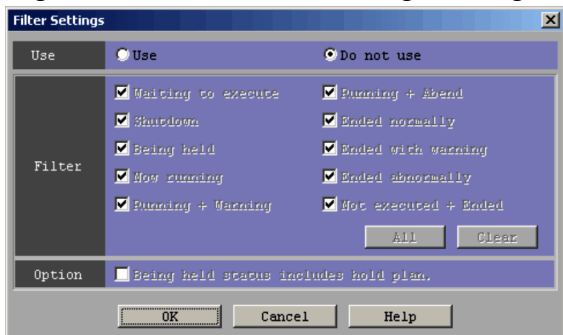 Filter Settings
Use
Use
Do not use
Filter
Waiting to execute
Running + Abend
Shutdown
Ended normally
Being held
Ended with warning
Now running
Ended abnormally
Running + Warning
Not executed + Ended
All
Clear
Option
Being held status includes hold plan.
OK
Cancel
Help